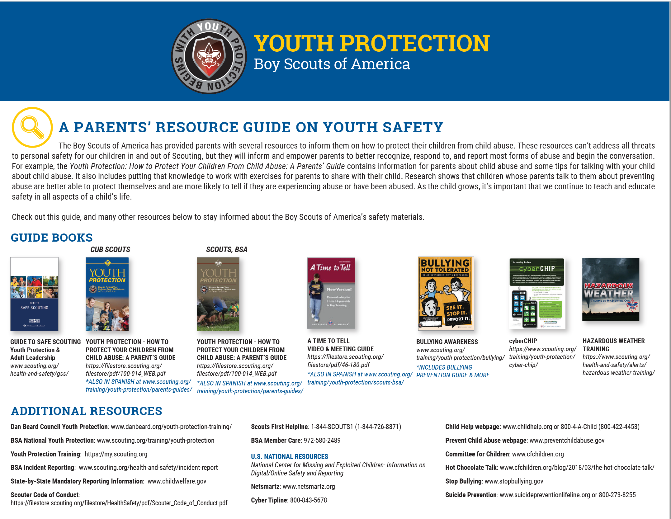 YOUTH PROTECTION
Boy Scouts of America
YOUTH PROTECTION BEGINS WITH YOU
A PARENTS' RESOURCE GUIDE ON YOUTH SAFETY
The Boy Scouts of America has provided parents with several resources to inform them on how to protect their children from child abuse. These resources can't address all threats
to personal safety for our children in and out of Scouting, but they will inform and empower parents to better recognize, respond to, and report most forms of abuse and begin the conversation.
For example, the Youth Protection: How to Protect Your Children From Child Abuse: A Parents' Guide contains information for parents about child abuse and some tips for talking with your child
about child abuse. It also includes putting that knowledge to work with exercises for parents to share with their child. Research shows that children whose parents talk to them about preventing
abuse are better able to protect themselves and are more likely to tell if they are experiencing abuse or have been abused. As the child grows, it's important that we continue to teach and educate
safety in all aspects of a child's life.
Check out this guide, and many other resources below to stay informed about the Boy Scouts of America's safety materials.
GUIDE BOOKS
CUB SCOUTS
SCOUTS, BSA
SAFE SCOUTING
YOUTH
PROTECTION
YOUTH
PROTECTION
A Time to Tell
BULLYING
NOT TOLERATED
SEE IT
STOP IT.
REPORT IT.
cyberCHIP
HAZARDOUS
WEATHER
GUIDE TO SAFE SCOUTING
Youth Protection &
Adult Leadership
www.scouting.org/
health-and-safety/gss/
YOUTH PROTECTION - HOW TO
PROTECT YOUR CHILDREN FROM
CHILD ABUSE: A PARENT'S GUIDE
https://filestore.scouting.org/
filestore/pdf/100-014_WEB.pdf
*ALSO IN SPANISH at www.scouting.org/
training/youth-protection/parents-guides/
YOUTH PROTECTION - HOW TO
PROTECT YOUR CHILDREN FROM
CHILD ABUSE: A PARENT'S GUIDE
https://filestore.scouting.org/
filestore/pdf/100-014_WEB.pdf
*ALSO IN SPANISH at www.scouting.org/
training/youth-protection/parents-guides/
A TIME TO TELL
VIDEO & MEETING GUIDE
https://filestore.scouting.org/
filestore/pdf/46-180.pdf
*ALSO IN SPANISH at www.scouting.org/
training/youth-protection/scouts-bsa/
BULLYING AWARENESS
www.scouting.org/
training/youth-protection/bullying/
*INCLUDES BULLYING
PREVENTION GUIDE & MORE
cyberCHIP
https://www.scouting.org/
training/youth-protection/
cyber-chip/
HAZARDOUS WEATHER
TRAINING
https://www.scouting.org/
health-and-safety/alerts/
hazardous-weather-training/
ADDITIONAL RESOURCES
Dan Beard Council Youth Protection: www.danbeard.org/youth-protection-training/
BSA National Youth Protection: www.scouting.org/training/youth-protection
Youth Protection Training: https://my.scouting.org
BSA Incident Reporting: www.scouting.org/health-and-safety/incident-report
State-by-State Mandatory Reporting Information: www.childwelfare.gov
Scouter Code of Conduct:
https://filestore.scouting.org/filestore/HealthSafety/pdf/Scouter_Code_of_Conduct.pdf
Scouts First Helpline: 1-844-SCOUTS1 (1-844-726-8871)
BSA Member Care: 972-580-2489
U.S. NATIONAL RESOURCES
National Center for Missing and Exploited Children: Information on
Digital/Online Safety and Reporting
Netsmartz: www.netsmartz.org
Cyber Tipline: 800-843-5678
Child Help webpage: www.childhelp.org or 800-4-A-Child (800-422-4453)
Prevent Child Abuse webpage: www.preventchildabuse.gov
Committee for Children: www.cfchildren.org
Hot Chocolate Talk: www.cfchildren.org/blog/2018/03/the-hot-chocolate-talk/
Stop Bullying: www.stopbullying.gov
Suicide Prevention: www.suicidepreventionlifeline.org or 800-273-8255